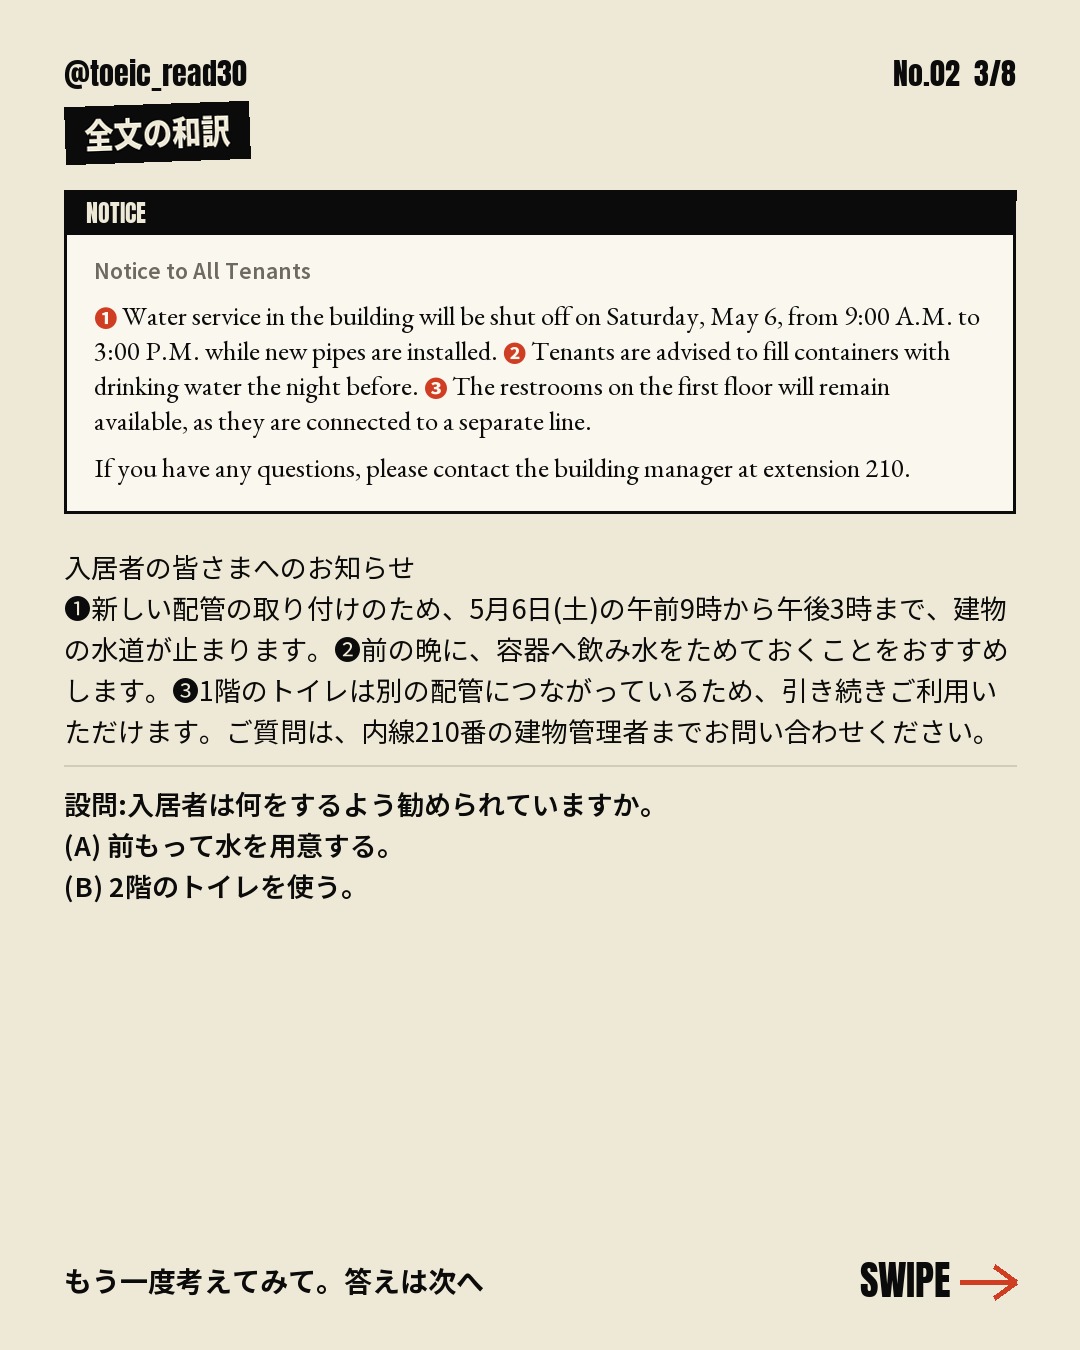 @toeic_read30
No.02 3/8
全文の和訳
NOTICE
Notice to All Tenants
❶ Water service in the building will be shut off on Saturday, May 6, from 9:00 A.M. to
3:00 P.M. while new pipes are installed. ❷ Tenants are advised to fill containers with
drinking water the night before. ❸ The restrooms on the first floor will remain
available, as they are connected to a separate line.
If you have any questions, please contact the building manager at extension 210.
入居者の皆さまへのお知らせ
❶新しい配管の取り付けのため、5月6日(土)の午前9時から午後3時まで、建物
の水道が止まります。❷前の晩に、容器へ飲み水をためておくことをおすすめ
します。❸1階のトイレは別の配管につながっているため、引き続きご利用い
ただけます。ご質問は、内線210番の建物管理者までお問い合わせください。
設問:入居者は何をするよう勧められていますか。
(A) 前もって水を用意する。
(B) 2階のトイレを使う。
もう一度考えてみて。答えは次へ
SWIPE